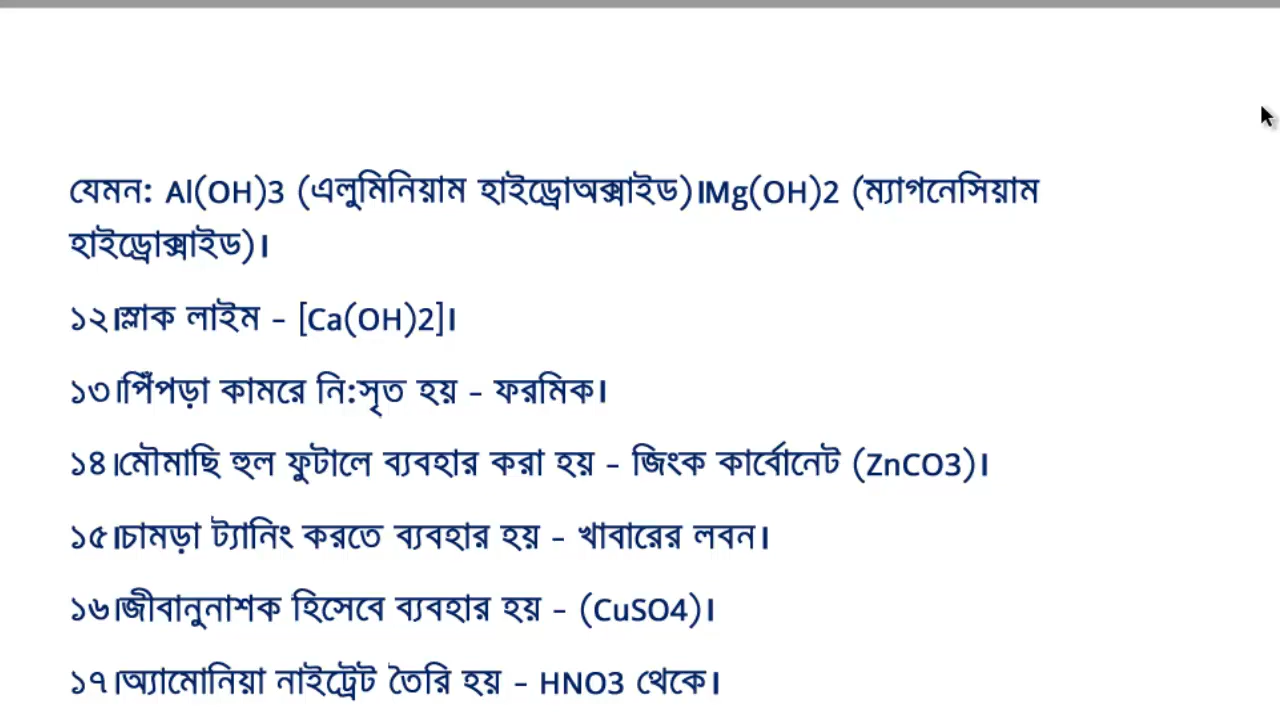 যেমন: Al(OH)3 (এলুমিনিয়াম হাইড্রোঅক্সাইড)।Mg(OH)2 (ম্যাগনেসিয়াম
হাইড্রোক্সাইড)।
১২।স্লাক লাইম – [Ca(OH)2]।
১৩।পিঁপড়া কামরে নি:সৃত হয় – ফরমিক।
১৪।মৌমাছি হুল ফুটালে ব্যবহার করা হয় – জিংক কার্বোনেট (ZnCO3)।
১৫।চামড়া ট্যানিং করতে ব্যবহার হয় – খাবারের লবন।
১৬।জীবানুনাশক হিসেবে ব্যবহার হয় – (CuSO4)।
১৭।অ্যামোনিয়া নাইট্রেট তৈরি হয় – HNO3 থেকে।